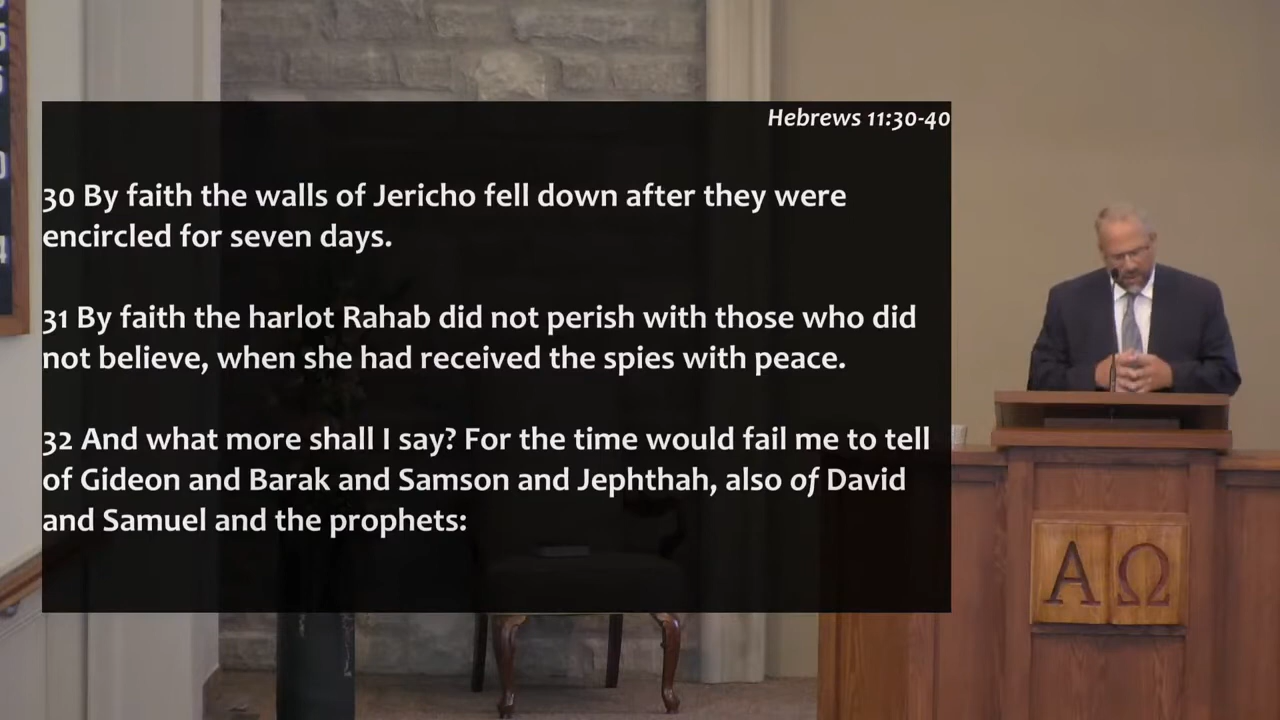 Hebrews 11:30-40
30 By faith the walls of Jericho fell down after they were
encircled for seven days.
31 By faith the harlot Rahab did not perish with those who did
not believe, when she had received the spies with peace.
32 And what more shall I say? For the time would fail me to tell
of Gideon and Barak and Samson and Jephthah, also of David
and Samuel and the prophets:
Α Ω